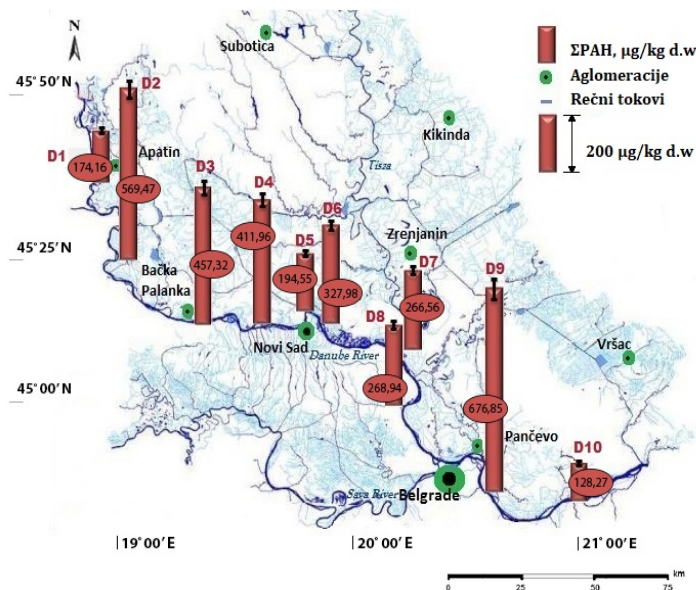 N
Subotica
ΣPAH, µg/kg d.w
Aglomeracije
Rečni tokovi
200 µg/kg d.w
45°50′N
D2
D1
174,16
Apatin
569,47
Kikinda
Tisza
D3
D4
D6
411,96
D5
Zrenjanin
D7
D9
45°25′N
Bačka
Palanka
457,32
194,55
327,98
266,56
D8
Novi Sad
Danube River
Vršac
45°00′N
268,94
676,85
Pančevo
D10
128,27
Sava River
Belgrade
19°00′E
20°00′E
21°00′E
km
0
25
50
75